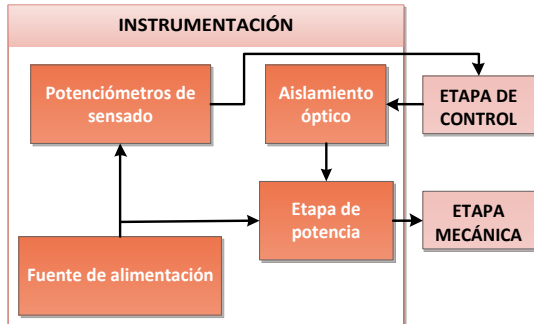 INSTRUMENTACIÓN
Potenciómetros de
sensado
Aislamiento
óptico
ETAPA DE
CONTROL
Etapa de
potencia
ETAPA
MECÁNICA
Fuente de alimentación